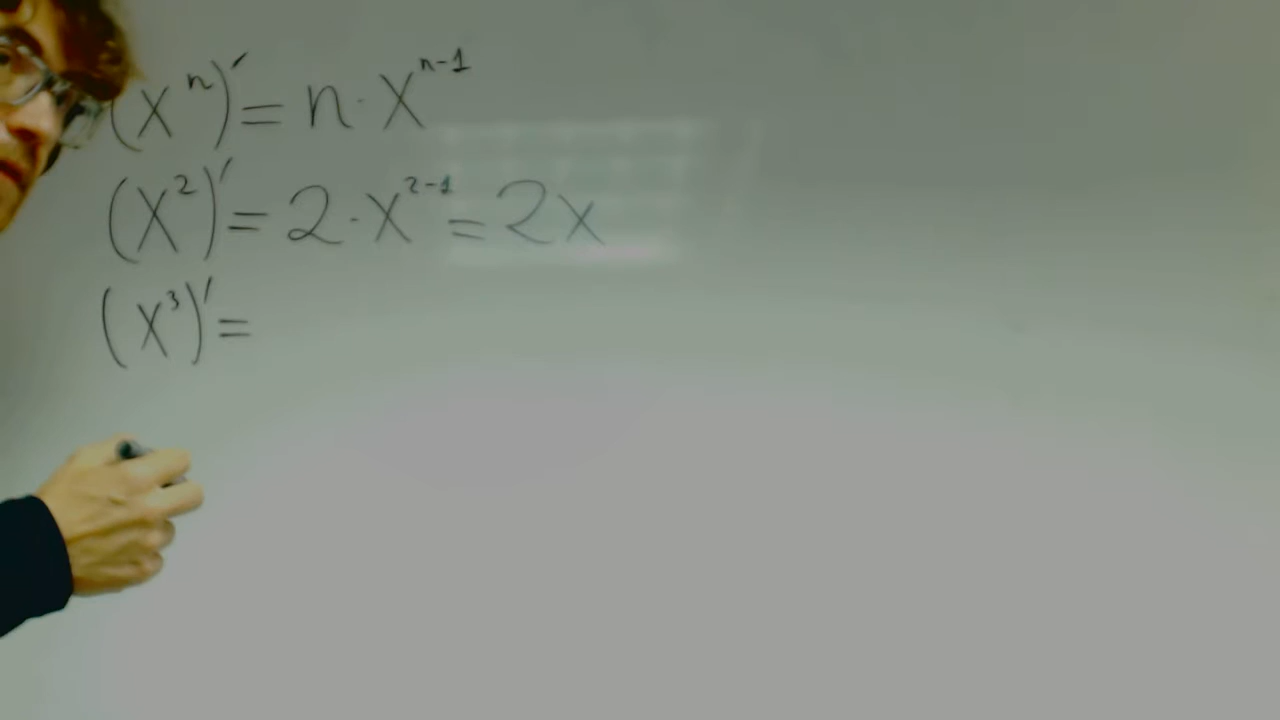 (xⁿ)′ = n · xⁿ⁻¹
(x²)′ = 2 · x²⁻¹ = 2x
(x³)′ =